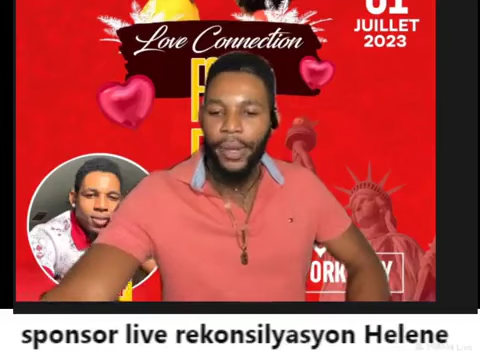 01
JUILLET
2023
Love Connection
sponsor live rekonsilyasyon Helene